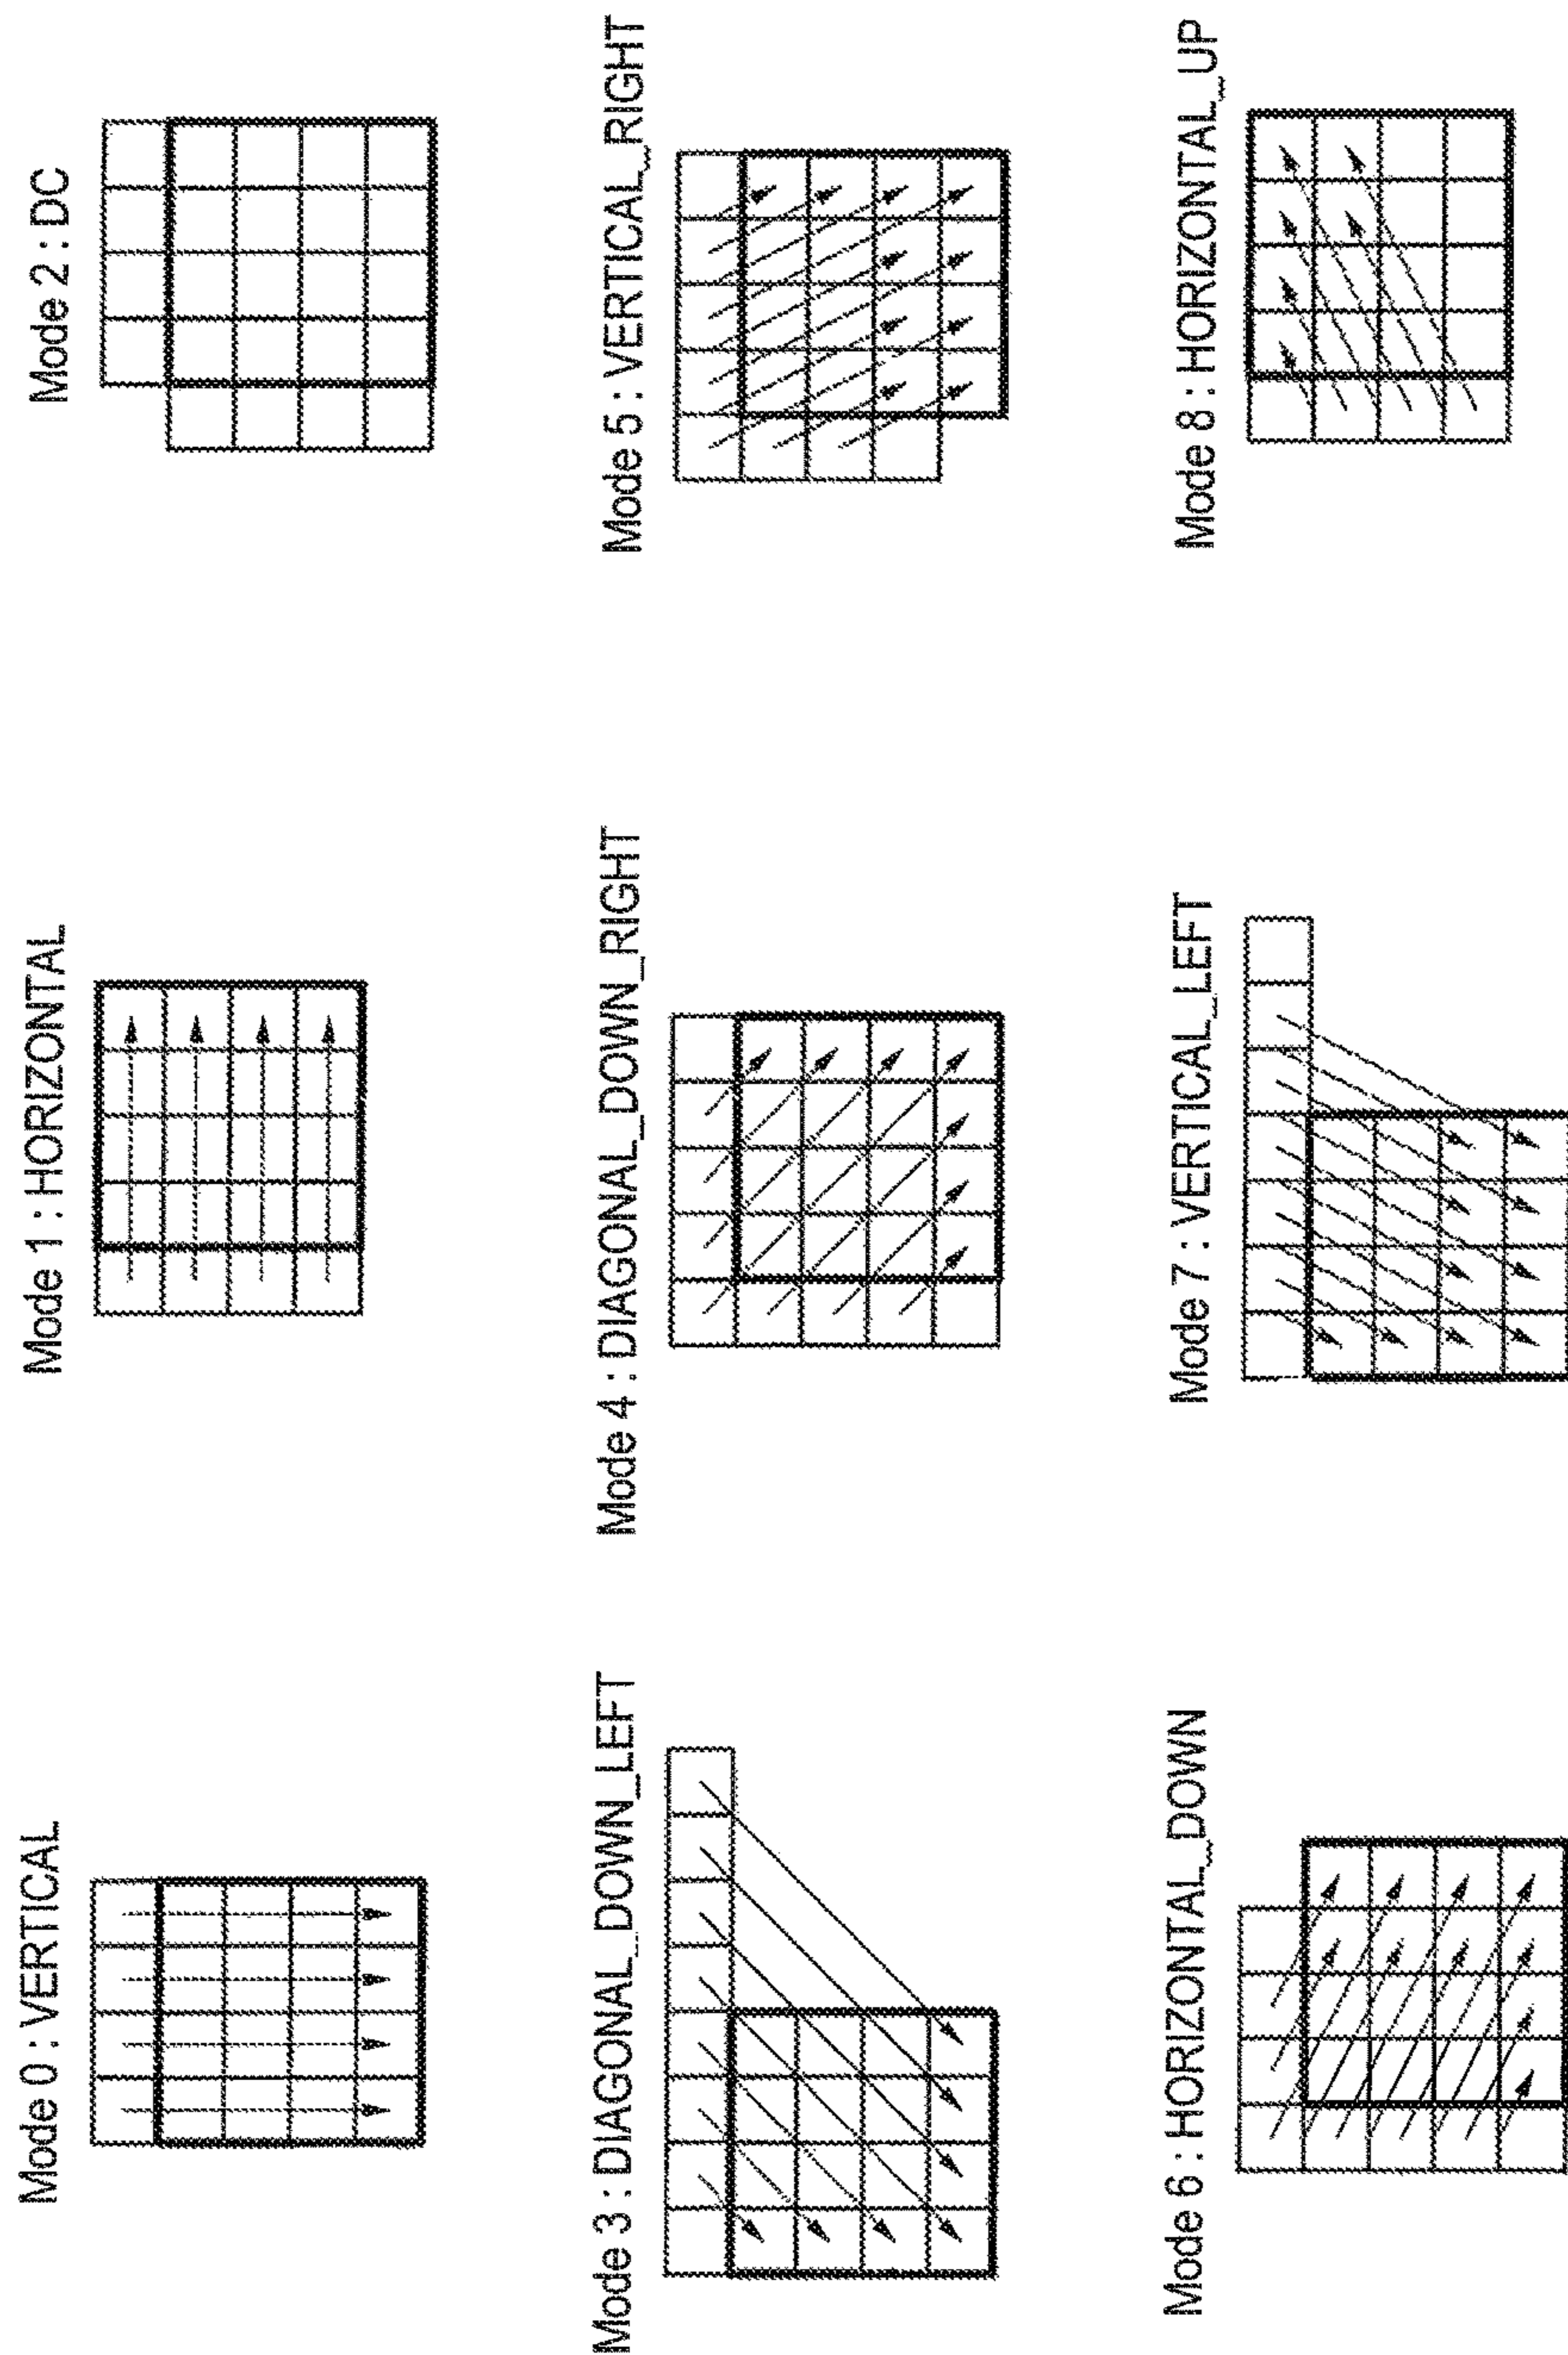 Mode 0 : VERTICAL
Mode 1 : HORIZONTAL
Mode 2 : DC
Mode 3 : DIAGONAL_DOWN_LEFT
Mode 4 : DIAGONAL_DOWN_RIGHT
Mode 5 : VERTICAL_RIGHT
Mode 6 : HORIZONTAL_DOWN
Mode 7 : VERTICAL_LEFT
Mode 8 : HORIZONTAL_UP